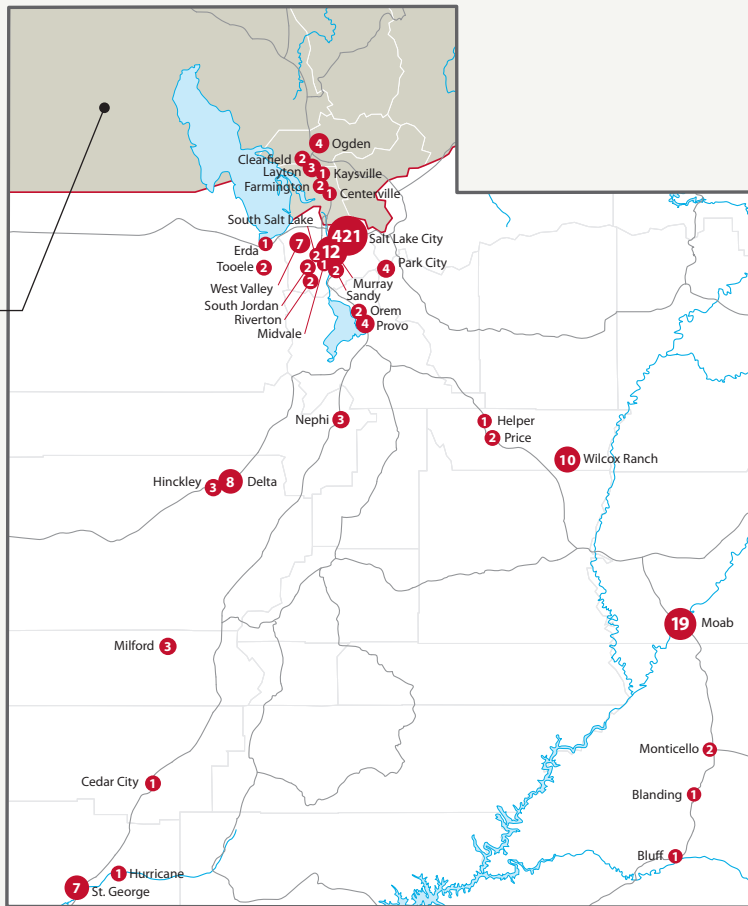 4 Ogden
Clearfield 2
Layton 3
1 Kaysville
Farmington 2
1 Centerville
South Salt Lake 2
421 Salt Lake City
12 Murray
Erda 1
7 West Valley
Tooele 2
4 Park City
South Jordan 2
2 Sandy
Riverton 2
Midvale 1
2 Orem
4 Provo
Nephi 3
1 Helper
2 Price
10 Wilcox Ranch
Hinckley 3
8 Delta
19 Moab
Milford 3
Monticello 2
Cedar City 1
Blanding 1
Bluff 1
1 Hurricane
7 St. George